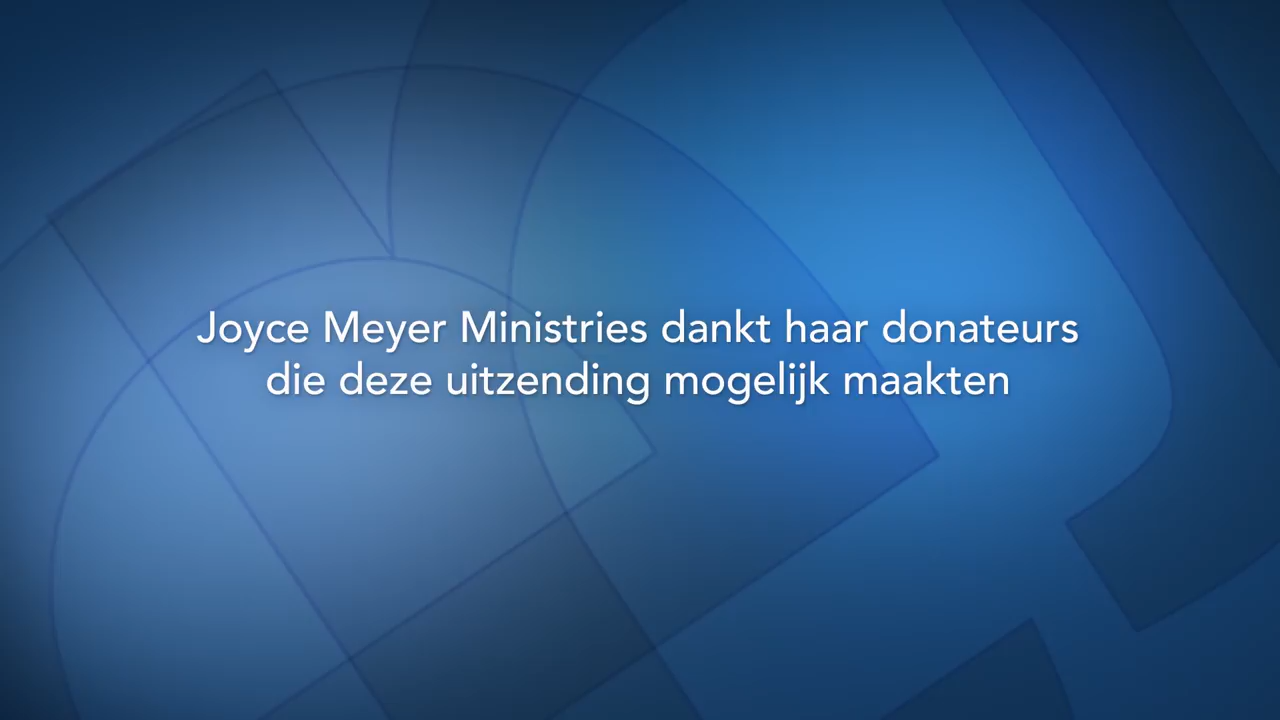 Joyce Meyer Ministries dankt haar donateurs
die deze uitzending mogelijk maakten